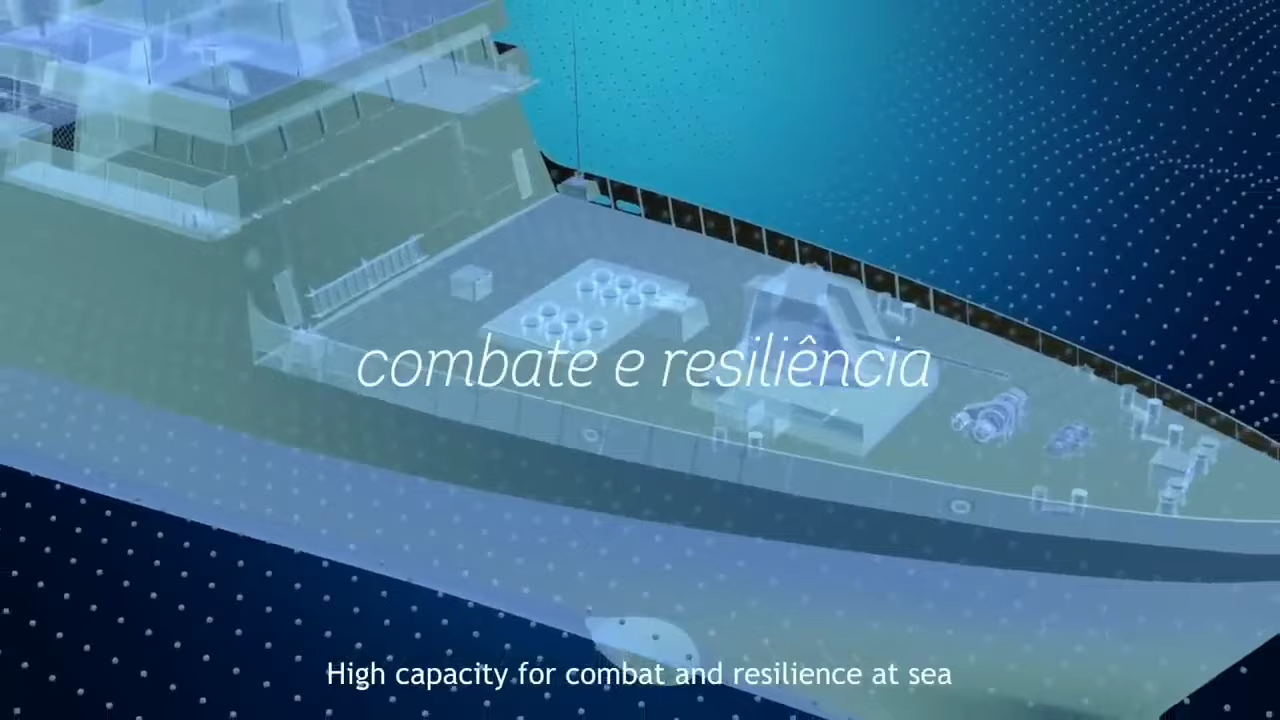 combate e resiliência
High capacity for combat and resilience at sea